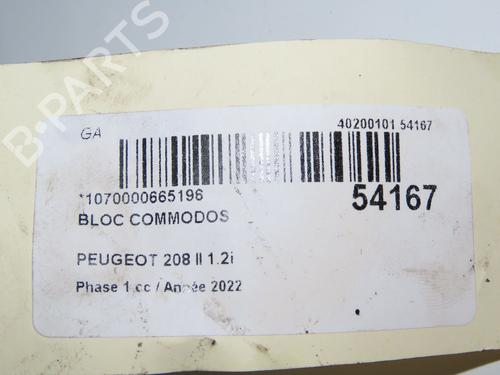 GA
40200101 54167
*1070000665196
54167
BLOC COMMODOS
PEUGEOT 208 II 1.2i
Phase 1 cc / Année 2022
B-PARTS